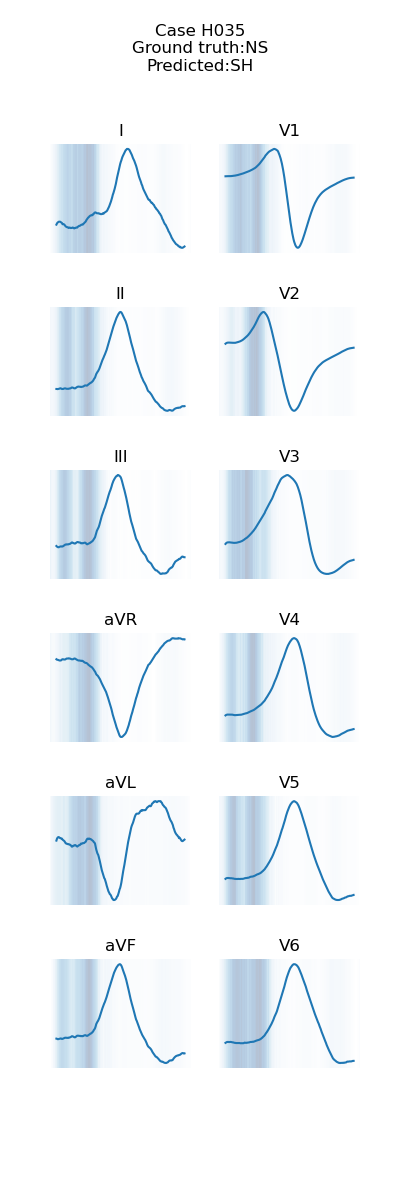 Case H035
Ground truth:NS
Predicted:SH
I
V1
II
V2
III
V3
aVR
V4
aVL
V5
aVF
V6